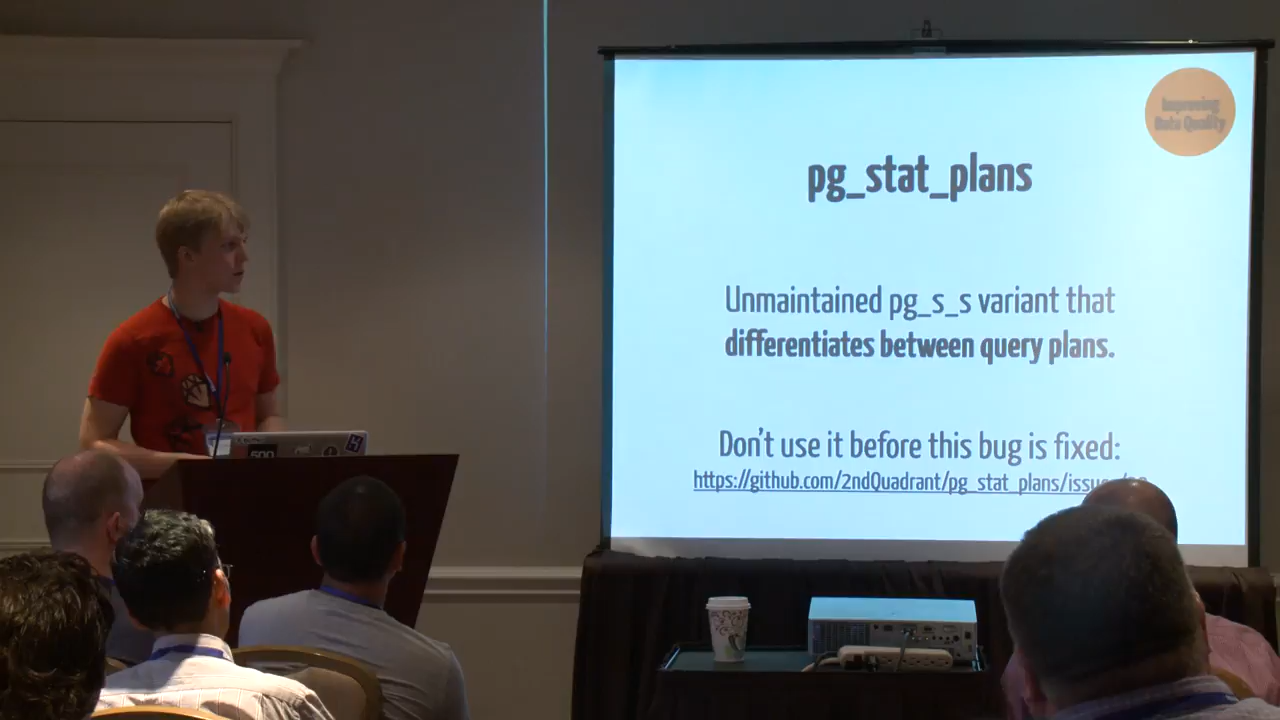 Improving
Data Quality
pg_stat_plans
Unmaintained pg_s_s variant that
differentiates between query plans.
Don't use it before this bug is fixed:
https://github.com/2ndQuadrant/pg_stat_plans/issue
500